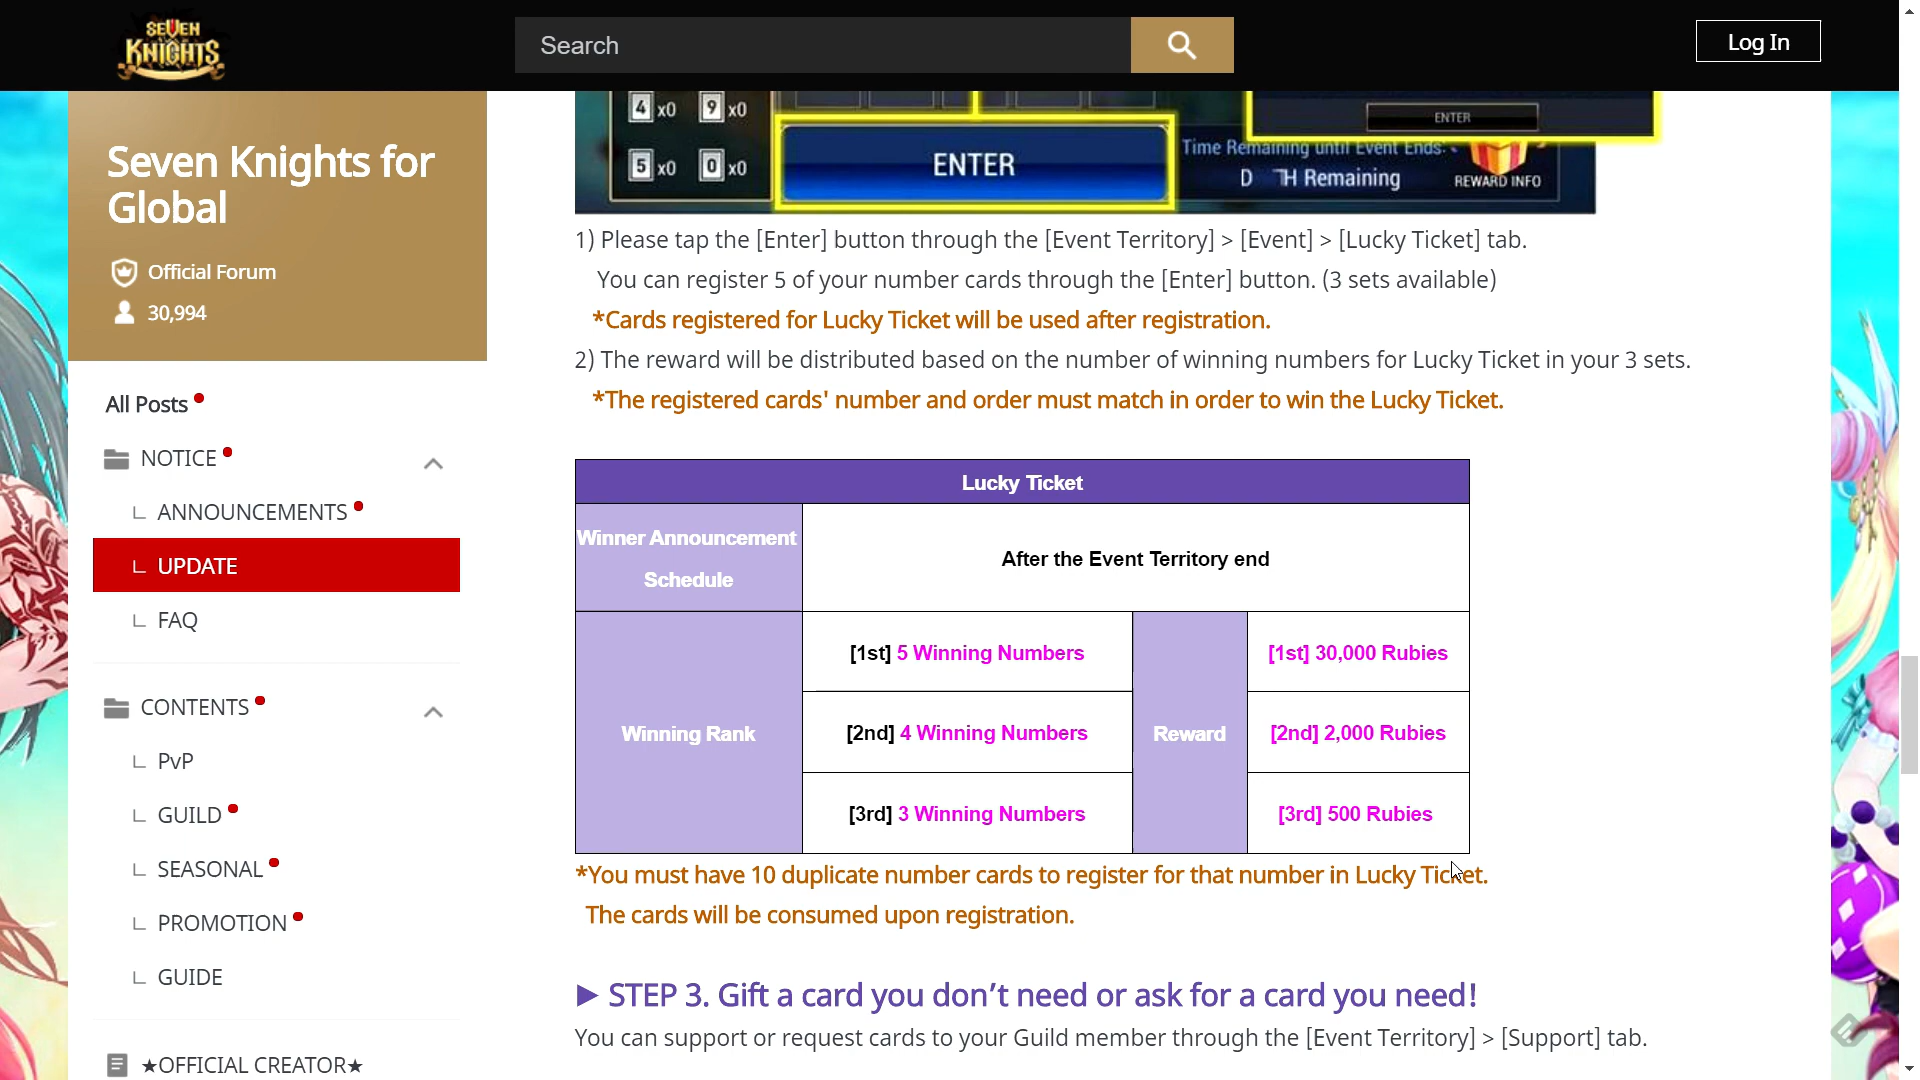 SEVEN
KNIGHTS
Search
Log In
Seven Knights for
Global
Official Forum
30,994
All Posts
NOTICE
ANNOUNCEMENTS
UPDATE
FAQ
CONTENTS
PvP
GUILD
SEASONAL
PROMOTION
GUIDE
★OFFICIAL CREATOR★
4 x0 9 x0
5 x0 0 x0
ENTER
ENTER
Time Remaining until Event Ends:
D H Remaining
REWARD INFO
1) Please tap the [Enter] button through the [Event Territory] > [Event] > [Lucky Ticket] tab.
You can register 5 of your number cards through the [Enter] button. (3 sets available)
*Cards registered for Lucky Ticket will be used after registration.
2) The reward will be distributed based on the number of winning numbers for Lucky Ticket in your 3 sets.
*The registered cards' number and order must match in order to win the Lucky Ticket.
Lucky Ticket
Winner Announcement
Schedule
After the Event Territory end
Winning Rank
[1st] 5 Winning Numbers
[2nd] 4 Winning Numbers
[3rd] 3 Winning Numbers
Reward
[1st] 30,000 Rubies
[2nd] 2,000 Rubies
[3rd] 500 Rubies
*You must have 10 duplicate number cards to register for that number in Lucky Ticket.
The cards will be consumed upon registration.
▶ STEP 3. Gift a card you don’t need or ask for a card you need!
You can support or request cards to your Guild member through the [Event Territory] > [Support] tab.